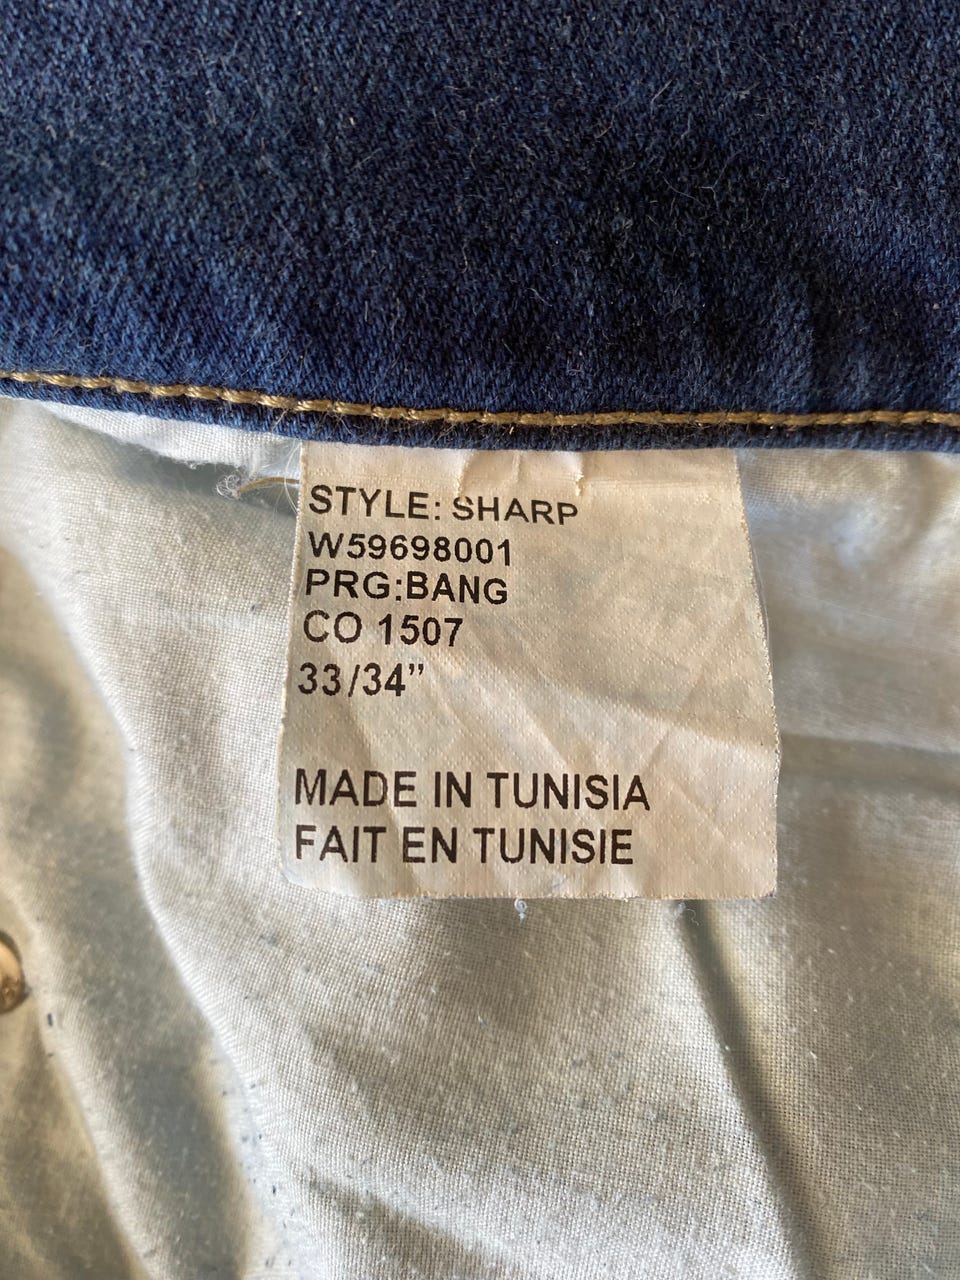 STYLE: SHARP
W59698001
PRG:BANG
CO 1507
33/34”
MADE IN TUNISIA
FAIT EN TUNISIE